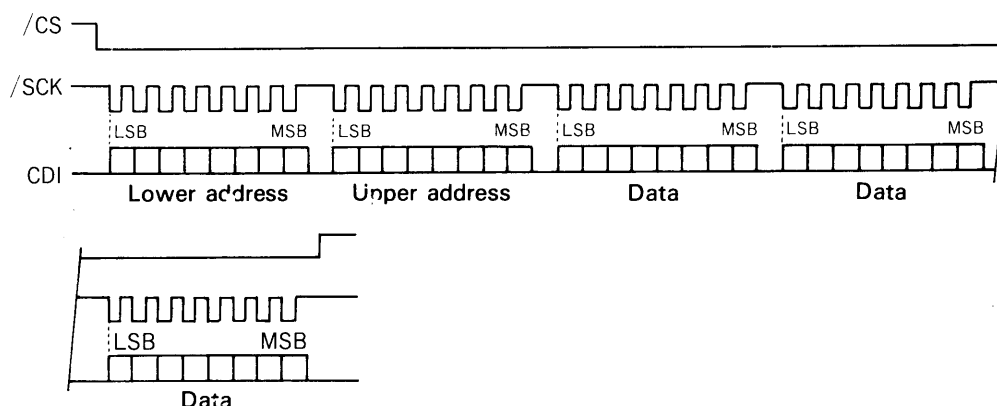 /CS
/SCK
LSB MSB LSB MSB LSB MSB LSB MSB
CDI
Lower address Upper address Data Data
LSB MSB
Data